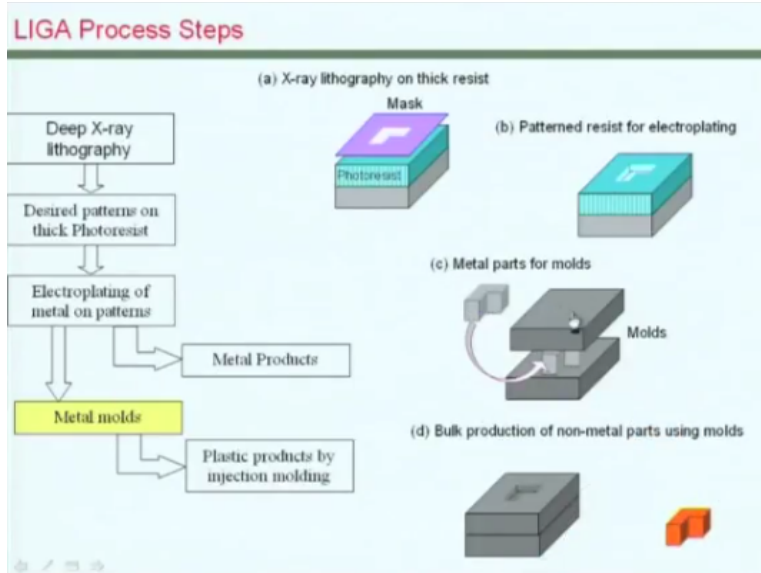 LIGA Process Steps
(a) X-ray lithography on thick resist
Mask
Photoresist
(b) Patterned resist for electroplating
(c) Metal parts for molds
Molds
(d) Bulk production of non-metal parts using molds
Deep X-ray
lithography
Desired patterns on
thick Photoresist
Electroplating of
metal on patterns
Metal Products
Metal molds
Plastic products by
injection molding